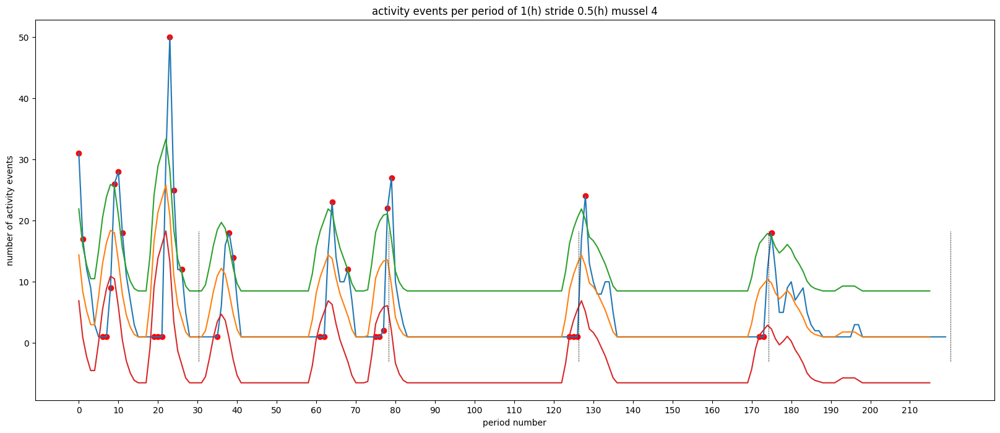 activity events per period of 1(h) stride 0.5(h) mussel 4
number of activity events
50
40
30
20
10
0
0 10 20 30 40 50 60 70 80 90 100 110 120 130 140 150 160 170 180 190 200 210
period number